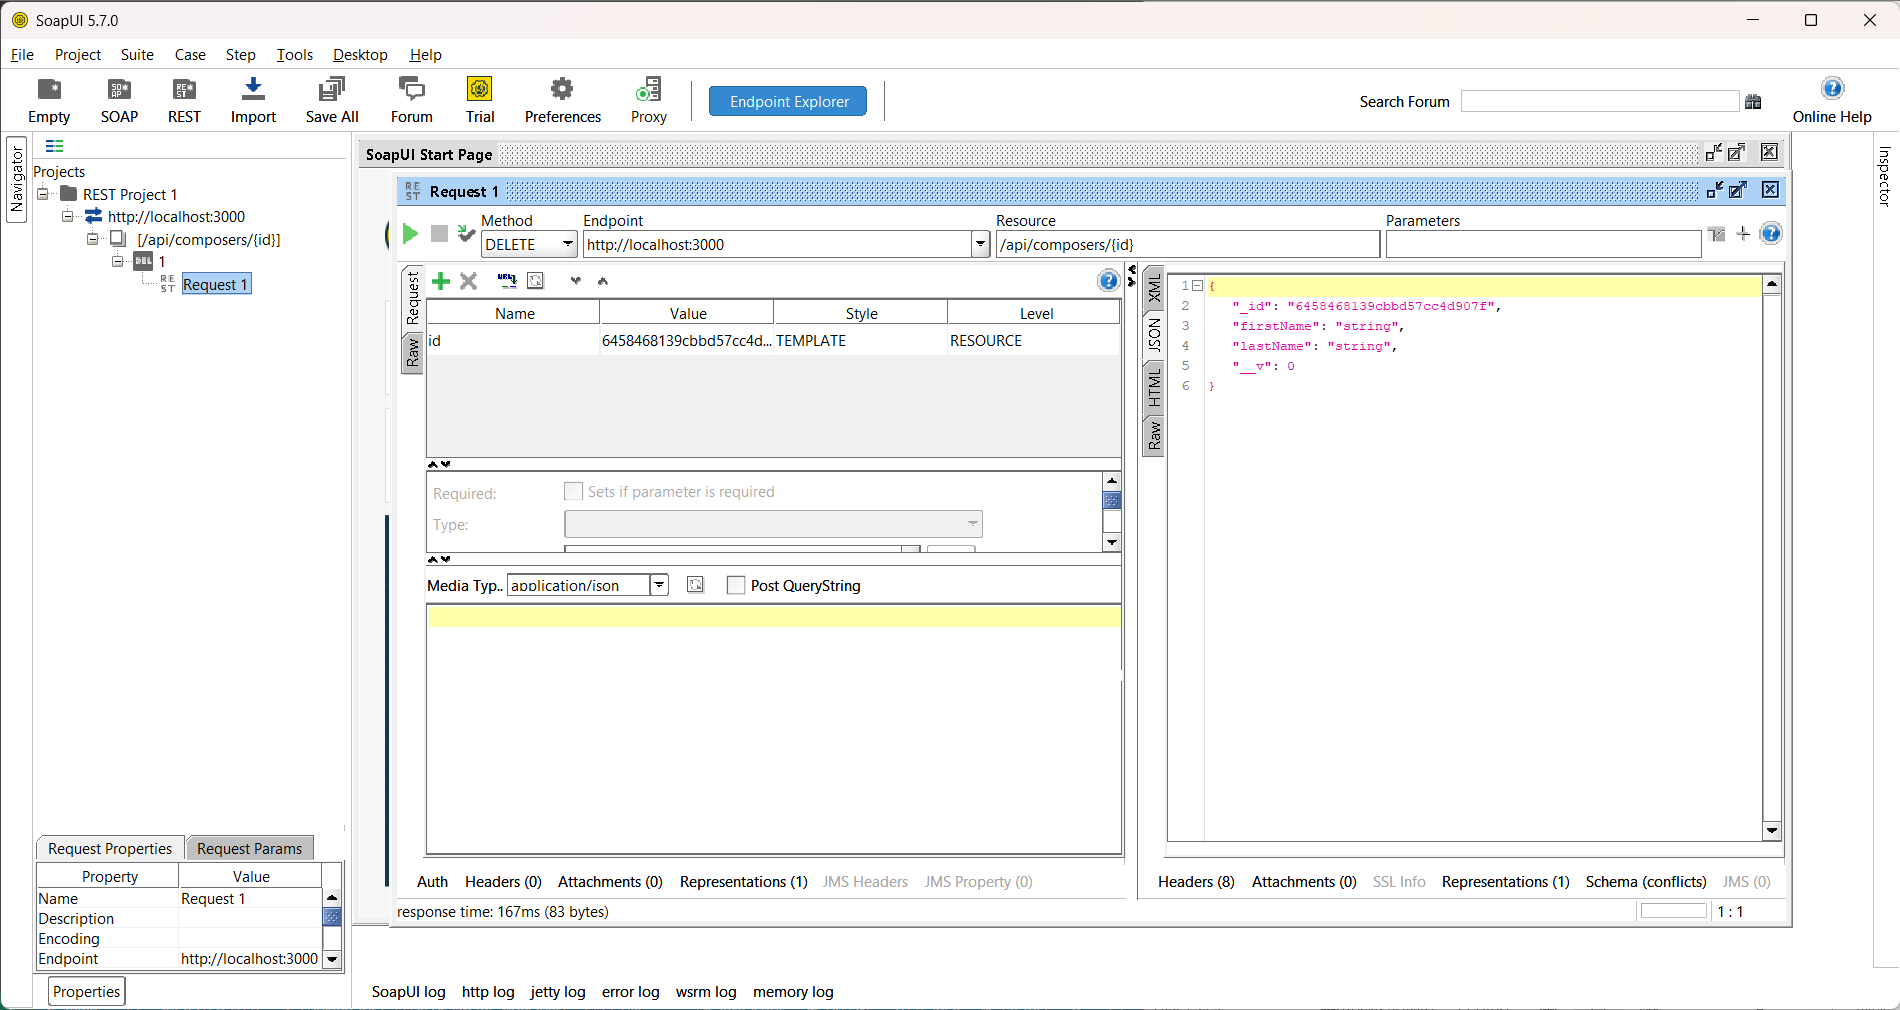 SoapUI 5.7.0
File Project Suite Case Step Tools Desktop Help
Empty SOAP REST Import Save All Forum Trial Preferences Proxy Endpoint Explorer Search Forum Online Help
Navigator
Inspector
Projects
REST Project 1
http://localhost:3000
[/api/composers/{id}]
DEL 1
REST Request 1
SoapUI Start Page
REST Request 1
Method Endpoint Resource Parameters
DELETE http://localhost:3000 /api/composers/{id}
Request
Raw
Name Value Style Level
id 6458468139cbbd57cc4d... TEMPLATE RESOURCE
Required: Sets if parameter is required
Type:
Media Typ.. application/json Post QueryString
XML
JSON
HTML
Raw
1 {
2 "_id": "6458468139cbbd57cc4d907f",
3 "firstName": "string",
4 "lastName": "string",
5 "__v": 0
6 }
Auth Headers (0) Attachments (0) Representations (1) JMS Headers JMS Property (0)
Headers (8) Attachments (0) SSL Info Representations (1) Schema (conflicts) JMS (0)
response time: 167ms (83 bytes)
1 : 1
Request Properties Request Params
Property Value
Name Request 1
Description
Encoding
Endpoint http://localhost:3000
Properties
SoapUI log http log jetty log error log wsrm log memory log